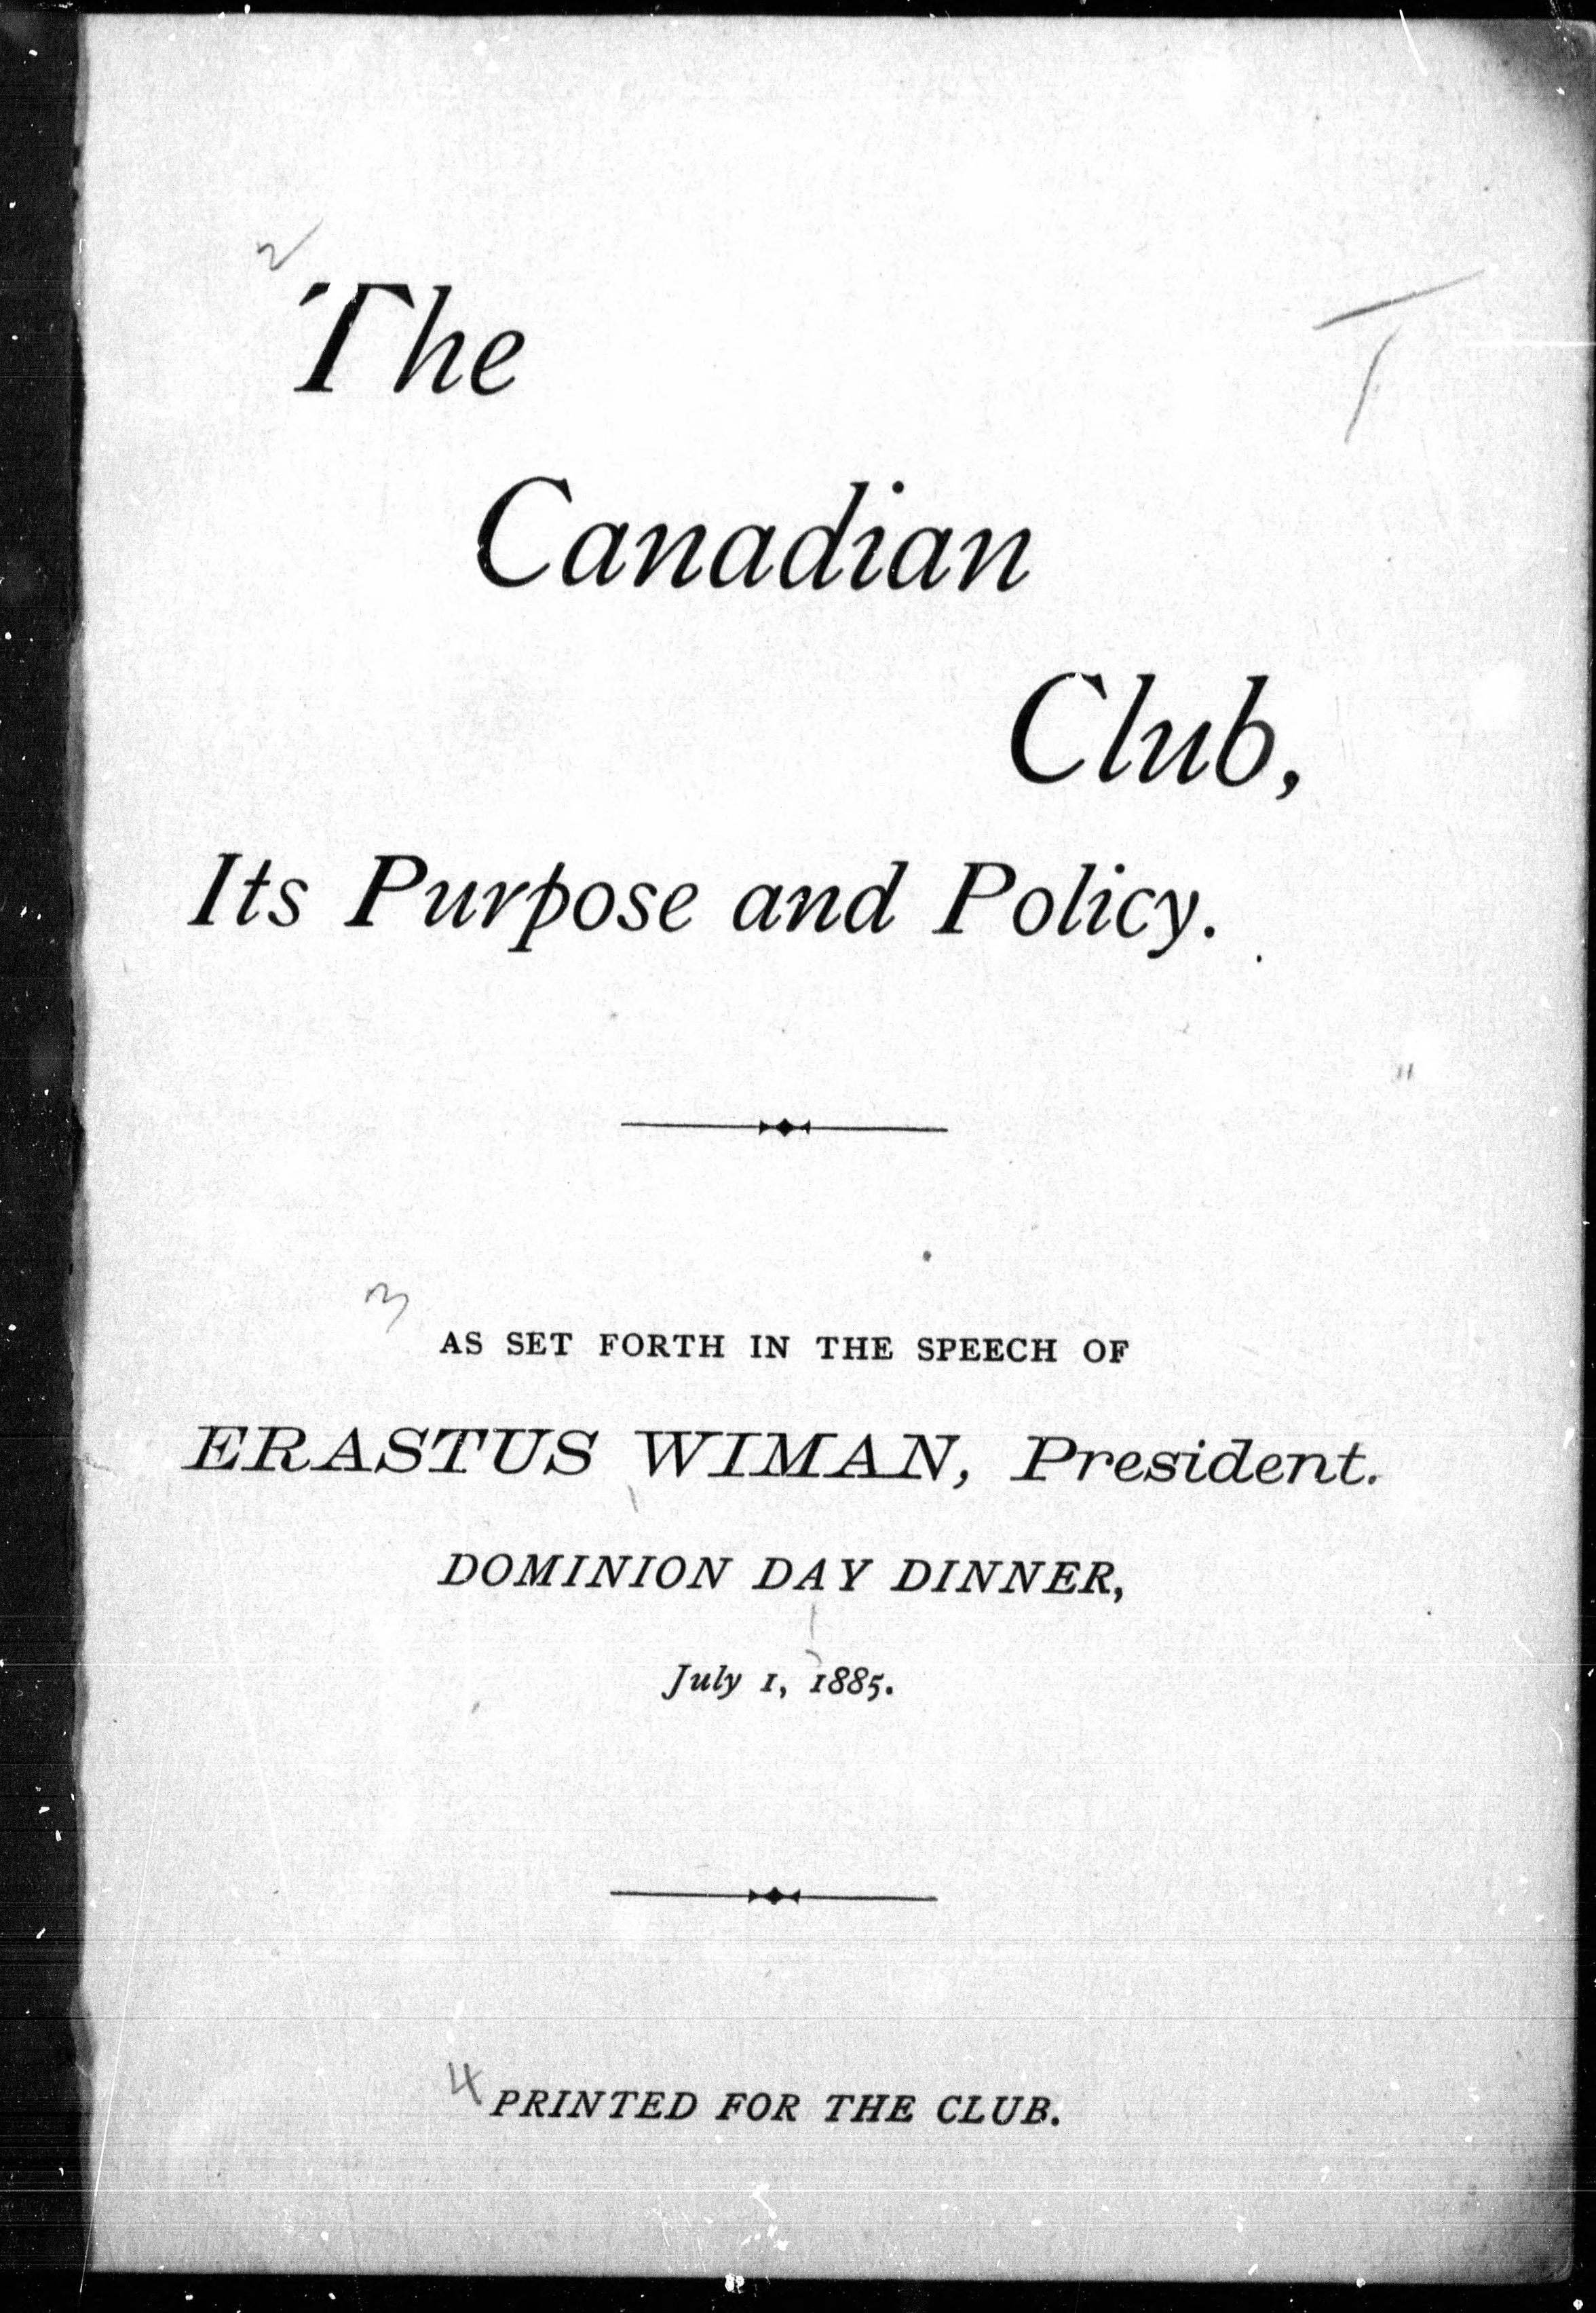 The
Canadian
Club,
Its Purpose and Policy.
AS SET FORTH IN THE SPEECH OF
ERASTUS WIMAN, President.
DOMINION DAY DINNER,
July 1, 1885.
PRINTED FOR THE CLUB.